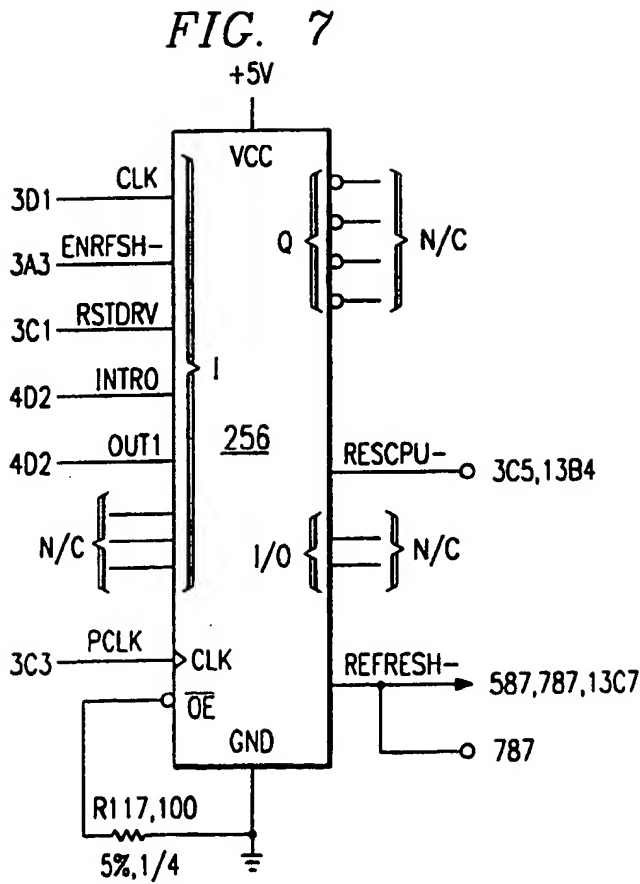 FIG. 7
+5V
VCC
3D1 CLK
3A3 ENRFSH-
3C1 RSTDRV
4D2 INTRO
4D2 OUT1
N/C
I
256
Q
N/C
RESCPU- 3C5,13B4
I/O
N/C
3C3 PCLK
CLK
OE
REFRESH- 587,787,13C7
787
GND
R117,100
5%,1/4